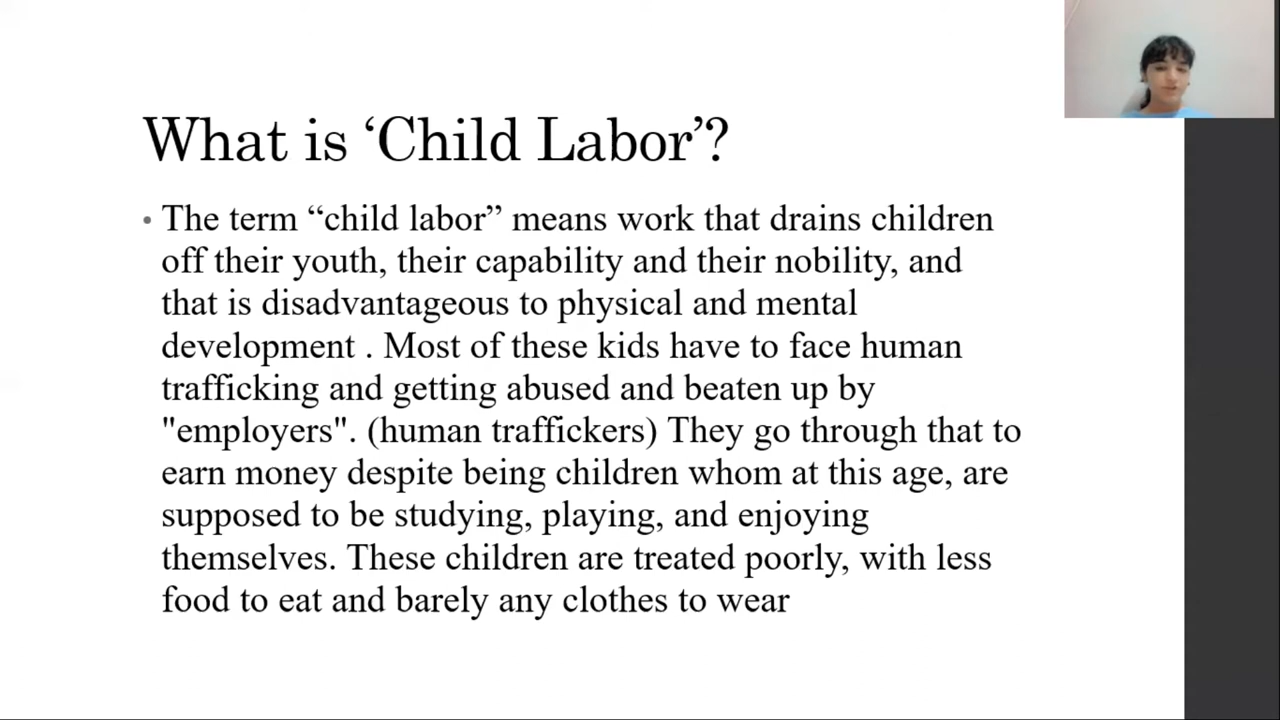 What is ‘Child Labor’?
• The term “child labor” means work that drains children
off their youth, their capability and their nobility, and
that is disadvantageous to physical and mental
development . Most of these kids have to face human
trafficking and getting abused and beaten up by
"employers". (human traffickers) They go through that to
earn money despite being children whom at this age, are
supposed to be studying, playing, and enjoying
themselves. These children are treated poorly, with less
food to eat and barely any clothes to wear